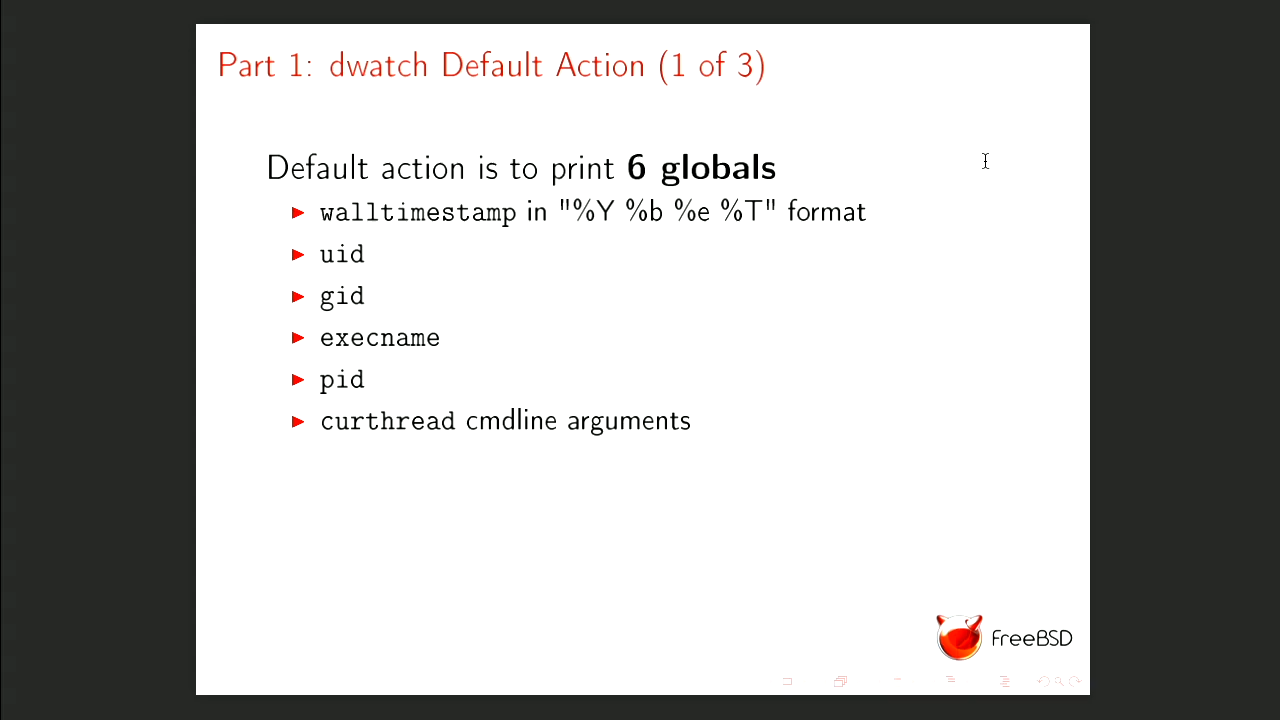 Part 1: dwatch Default Action (1 of 3)
Default action is to print 6 globals
walltimestamp in "%Y %b %e %T" format
uid
gid
execname
pid
curthread cmdline arguments
FreeBSD